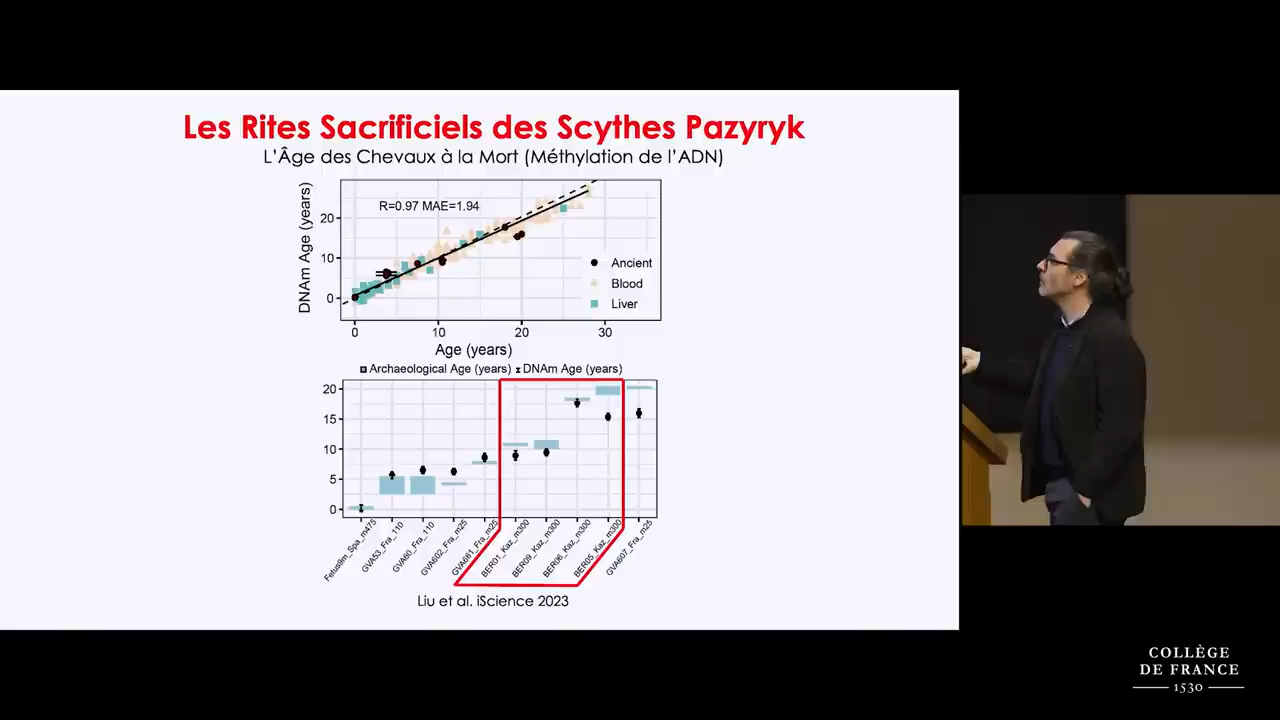 Les Rites Sacrificiels des Scythes Pazyryk
L'Âge des Chevaux à la Mort (Méthylation de l'ADN)
DNAm Age (years)
R=0.97 MAE=1.94
20
10
0
Ancient
Blood
Liver
0 10 20 30
Age (years)
Archaeological Age (years) DNAm Age (years)
20
15
10
5
0
GVA53_Fra_110
GVA60_Fra_110
GVA602_Fra_m25
GVA661_Fra_m25
BER01_Kaz_m300
BER09_Kaz_m300
BER06_Kaz_m300
BER05_Kaz_m300
GVA607_Fra_m25
Liu et al. iScience 2023
COLLÈGE
DE FRANCE
1530